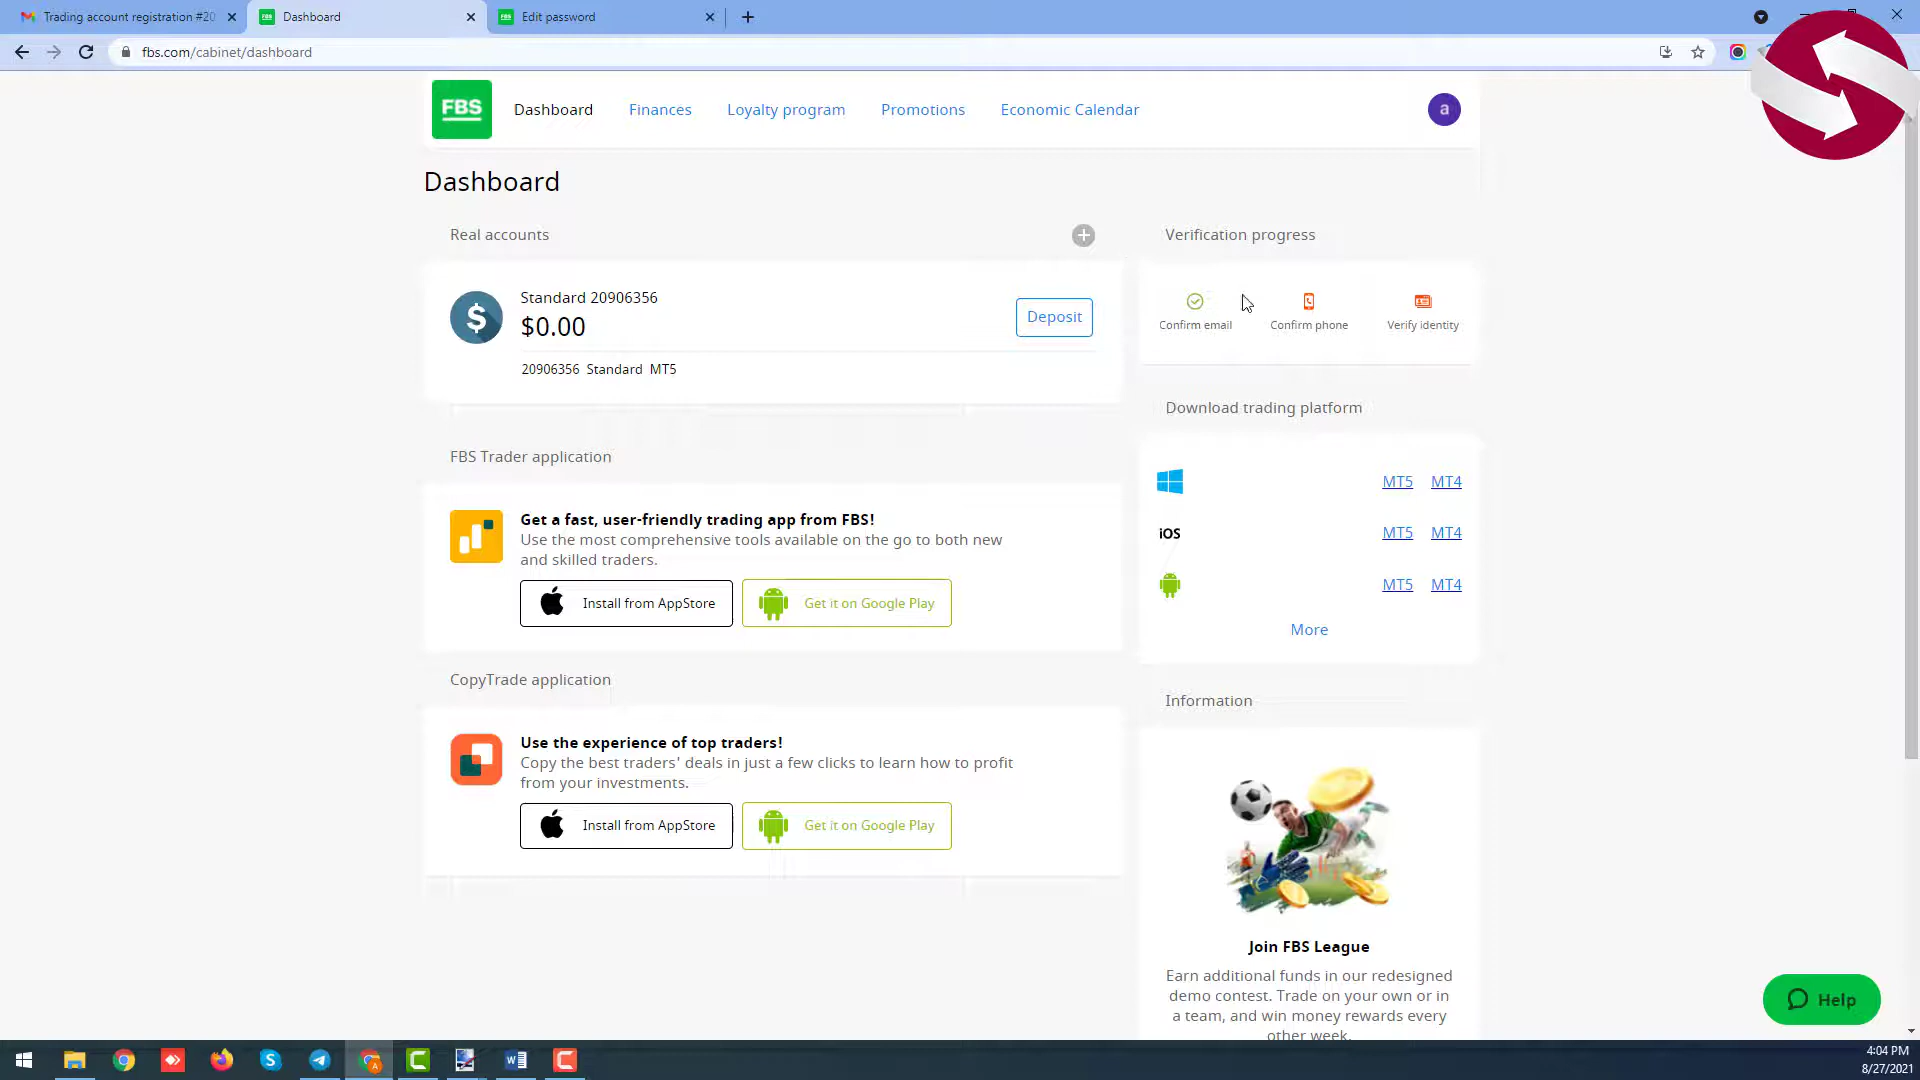 Trading account registration #20
Dashboard
Edit password
fbs.com/cabinet/dashboard
FBS
Dashboard
Finances
Loyalty program
Promotions
Economic Calendar
a
Dashboard
Real accounts
Standard 20906356
$0.00
Deposit
20906356 Standard MT5
Verification progress
Confirm email
Confirm phone
Verify identity
Download trading platform
MT5 MT4
iOS MT5 MT4
MT5 MT4
More
FBS Trader application
Get a fast, user-friendly trading app from FBS!
Use the most comprehensive tools available on the go to both new
and skilled traders.
Install from AppStore
Get it on Google Play
CopyTrade application
Use the experience of top traders!
Copy the best traders' deals in just a few clicks to learn how to profit
from your investments.
Install from AppStore
Get it on Google Play
Information
Join FBS League
Earn additional funds in our redesigned
demo contest. Trade on your own or in
a team, and win money rewards every
other week.
Help
4:04 PM
8/27/2021